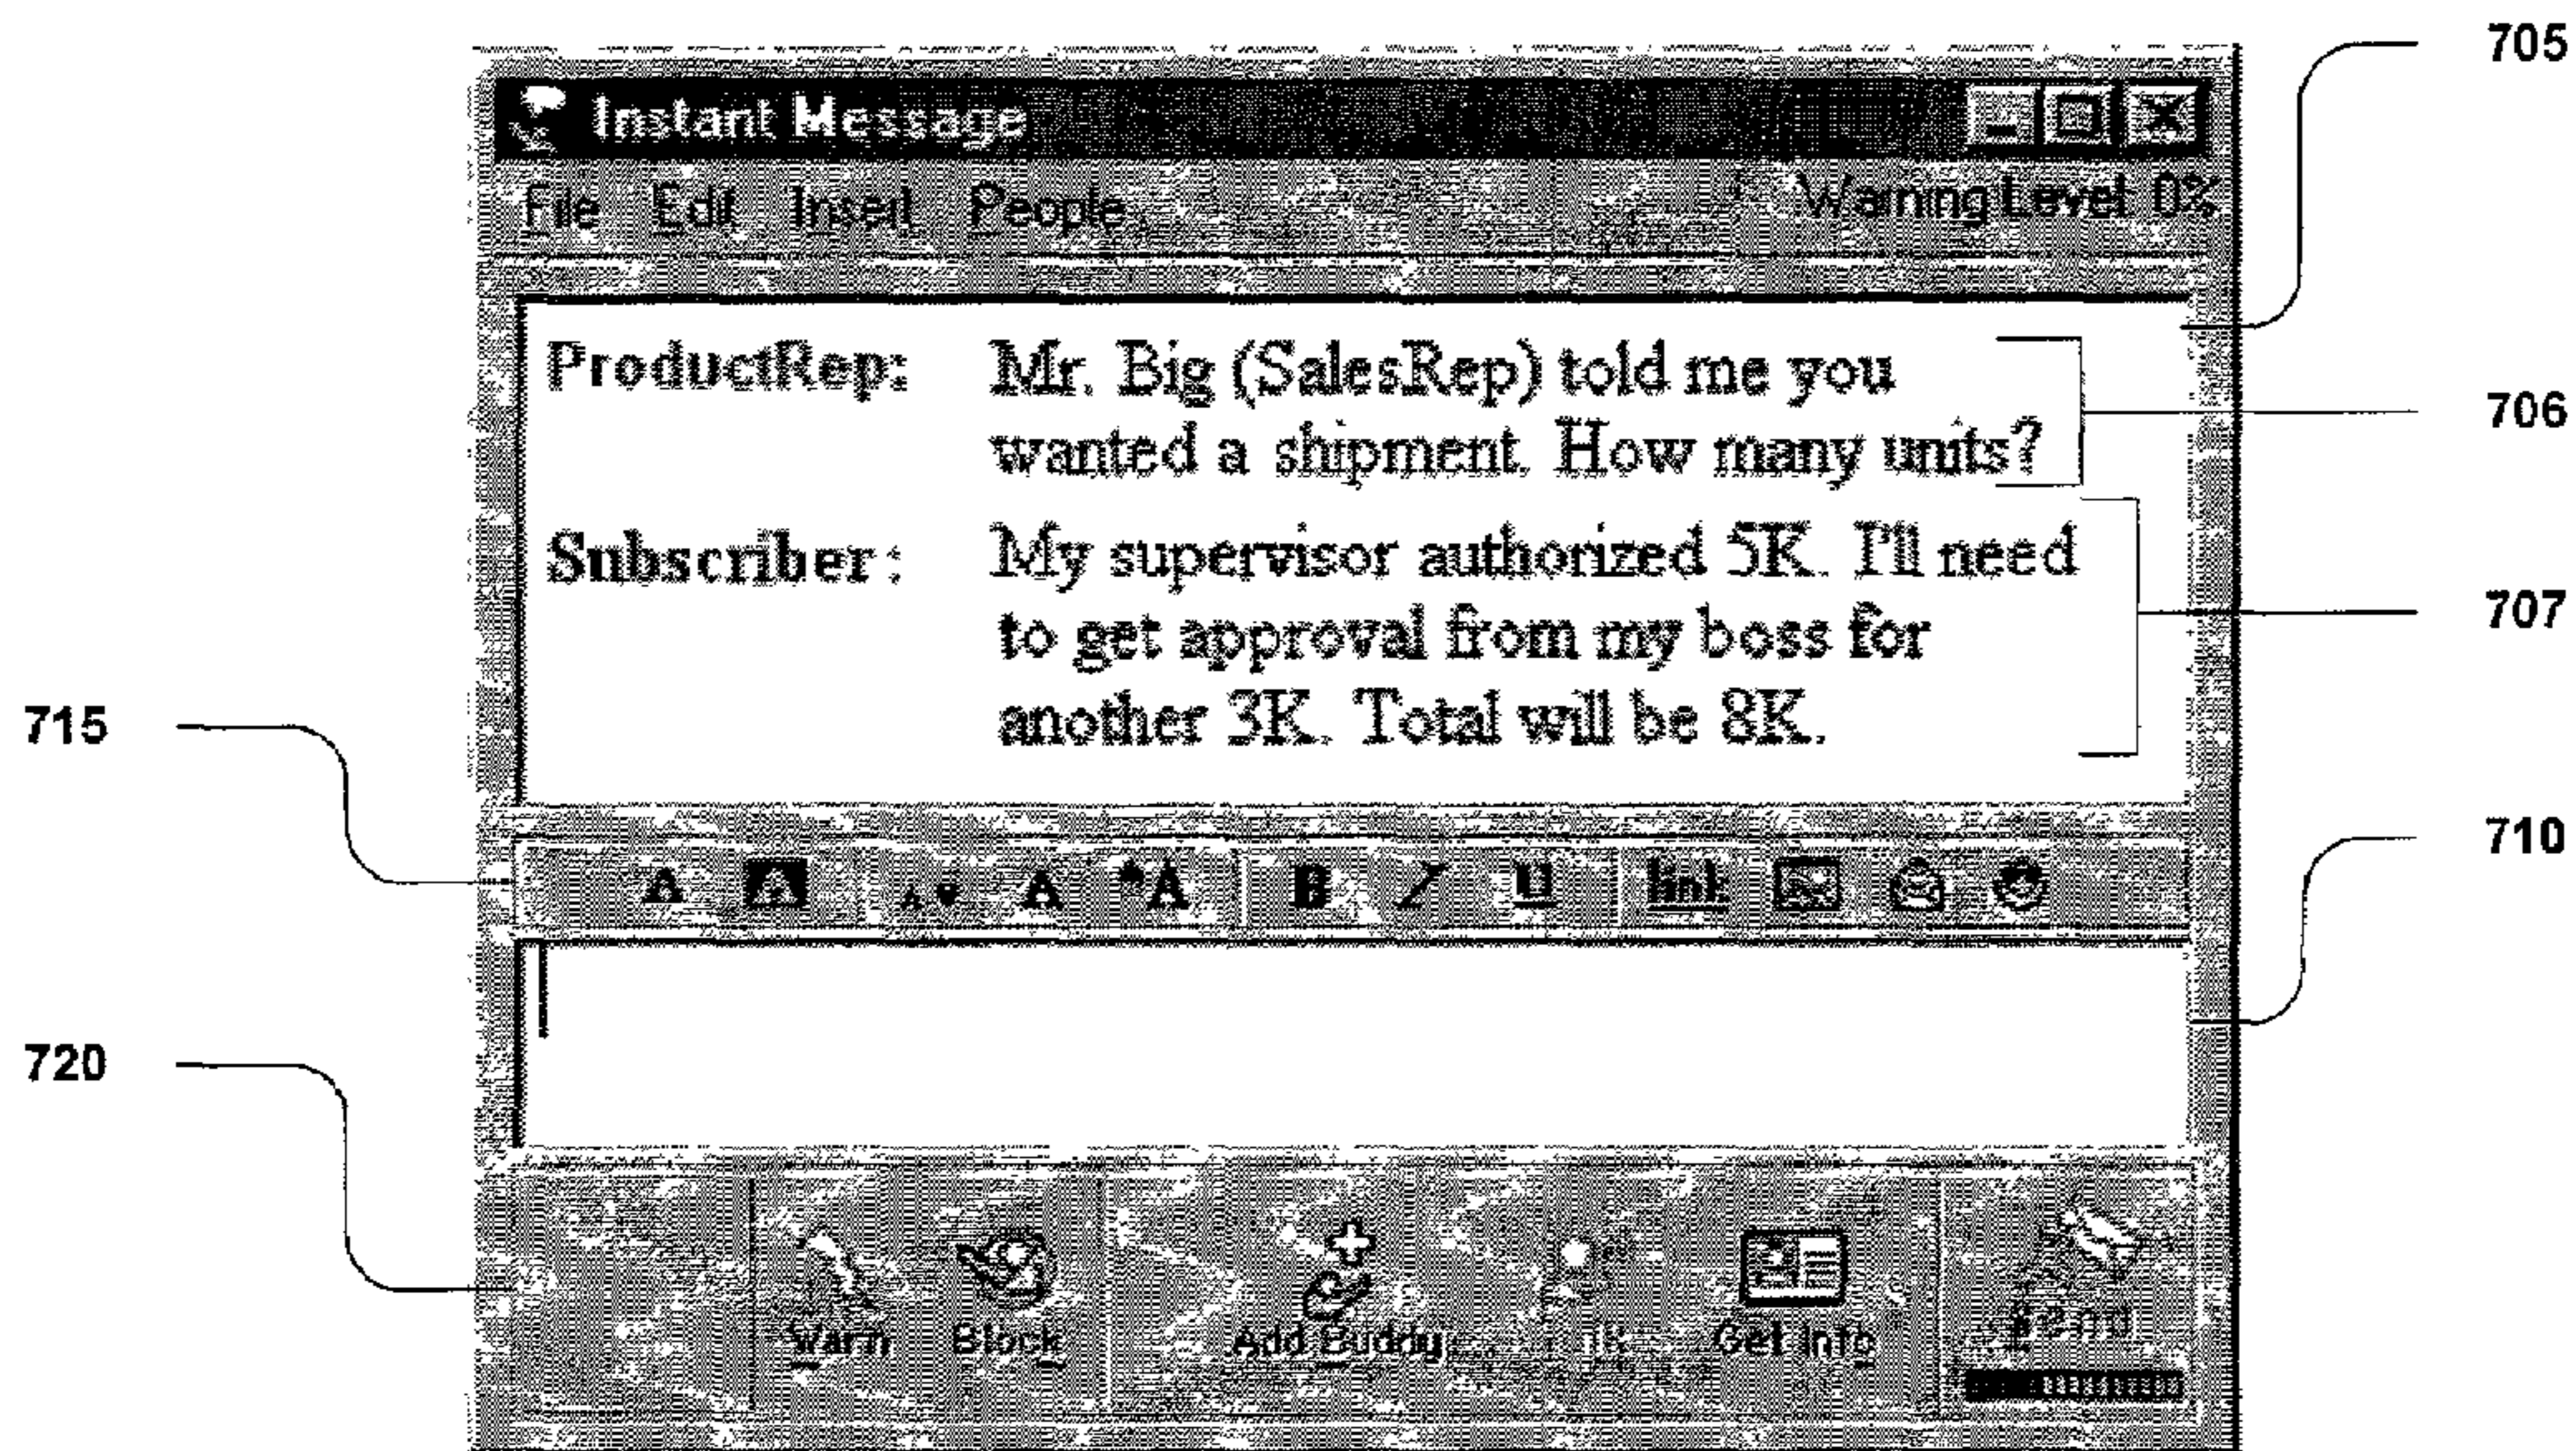 705
Instant Message
File Edit Insert People Warning Level: 0%
ProductRep: Mr. Big (SalesRep) told me you
wanted a shipment. How many units?
706
Subscriber: My supervisor authorized 5K. I'll need
to get approval from my boss for
another 3K. Total will be 8K.
707
715
A A A A A B I U link
710
720
Warn Block Add Buddy Get Info Send